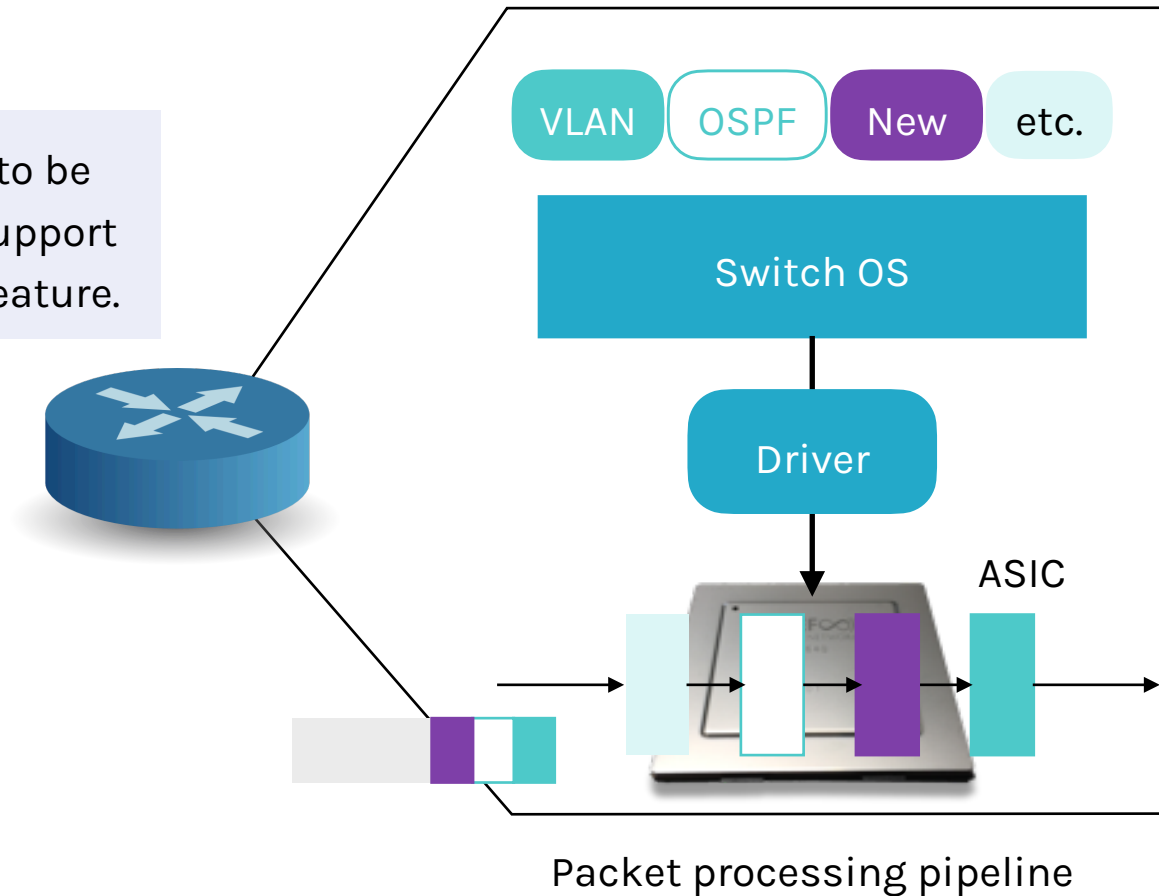 VLAN
OSPF
New
etc.
to be
upport
eature.
Switch OS
Driver
ASIC
Packet processing pipeline